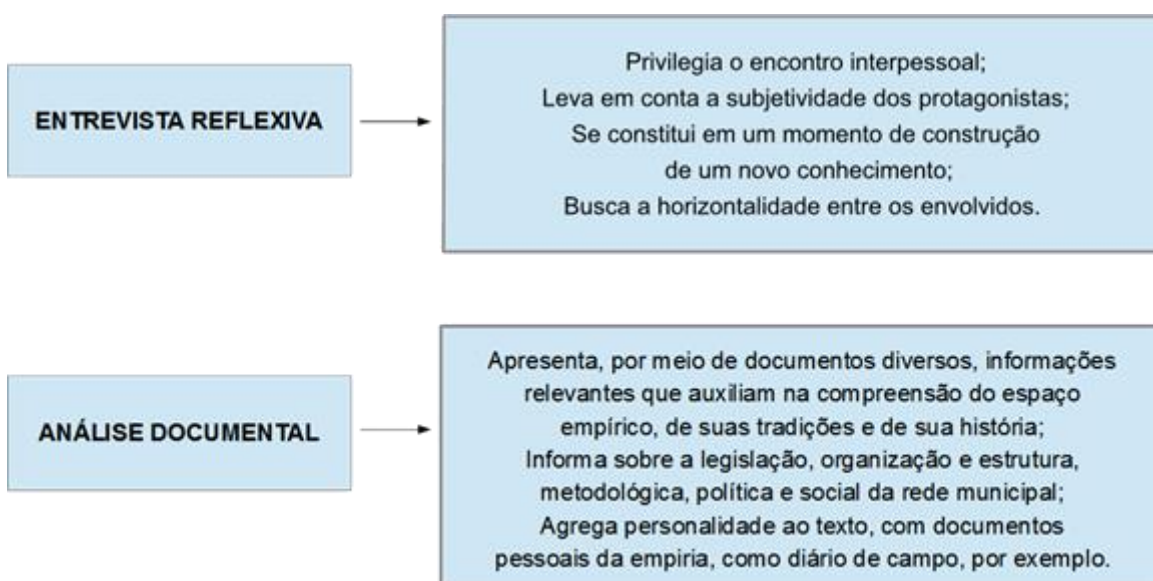 ENTREVISTA REFLEXIVA
Privilegia o encontro interpessoal;
Leva em conta a subjetividade dos protagonistas;
Se constitui em um momento de construção
de um novo conhecimento;
Busca a horizontalidade entre os envolvidos.
ANÁLISE DOCUMENTAL
Apresenta, por meio de documentos diversos, informações
relevantes que auxiliam na compreensão do espaço
empírico, de suas tradições e de sua história;
Informa sobre a legislação, organização e estrutura,
metodológica, política e social da rede municipal;
Agrega personalidade ao texto, com documentos
pessoais da empiria, como diário de campo, por exemplo.